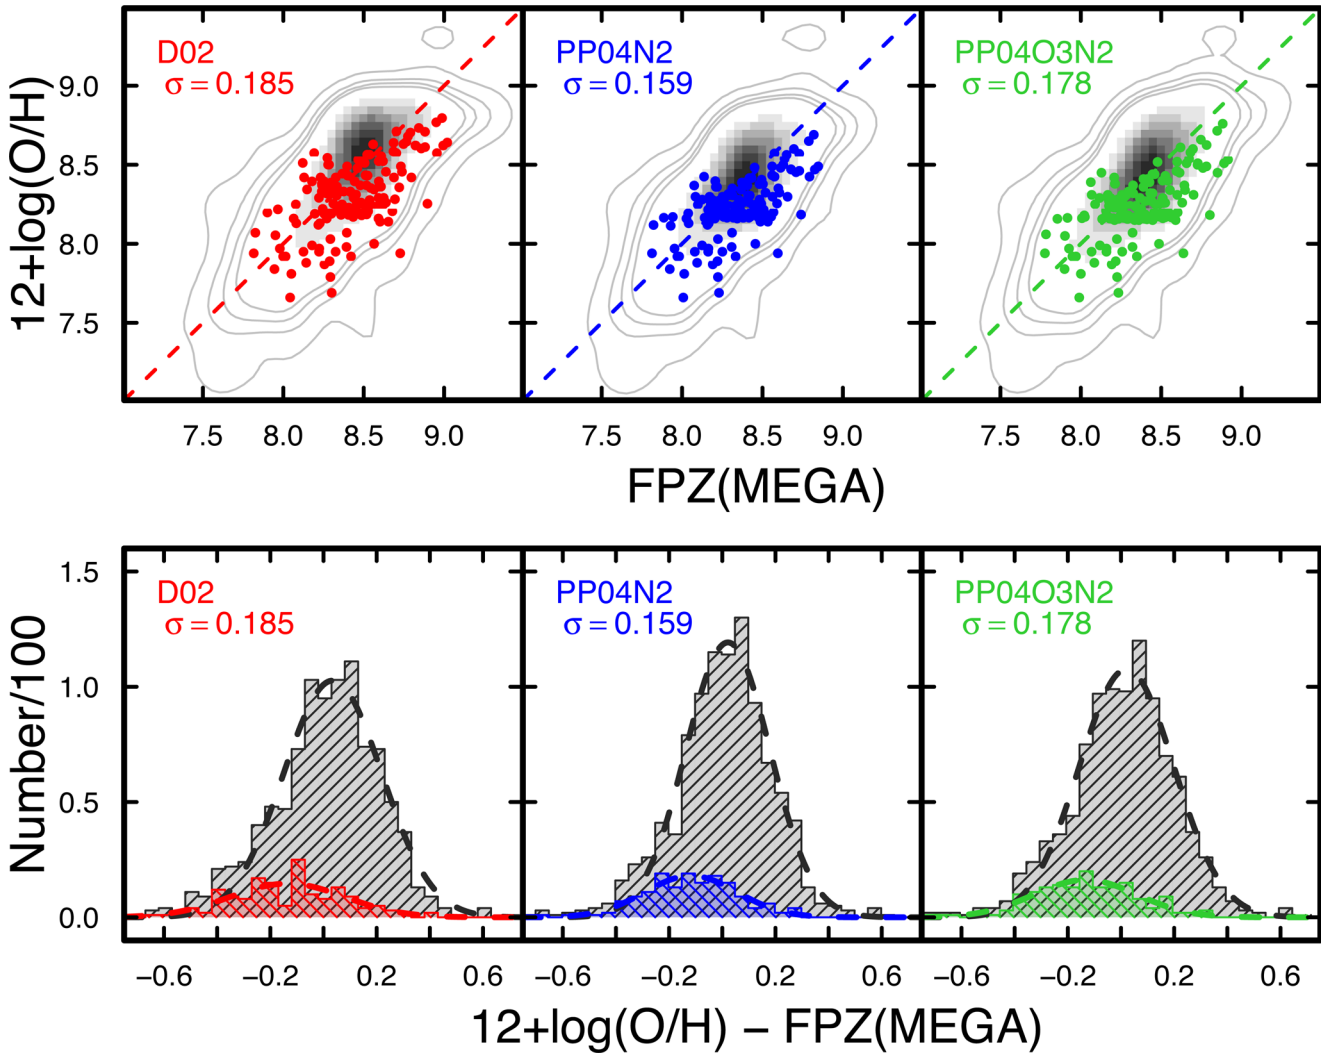 D02
σ = 0.185
PP04N2
σ = 0.159
PP04O3N2
σ = 0.178
12+log(O/H)
9.0
8.5
8.0
7.5
7.5 8.0 8.5 9.0 7.5 8.0 8.5 9.0 7.5 8.0 8.5 9.0
FPZ(MEGA)
D02
σ = 0.185
PP04N2
σ = 0.159
PP04O3N2
σ = 0.178
Number/100
1.5
1.0
0.5
0.0
−0.6 −0.2 0.2 0.6 −0.6 −0.2 0.2 0.6 −0.6 −0.2 0.2 0.6
12+log(O/H) − FPZ(MEGA)